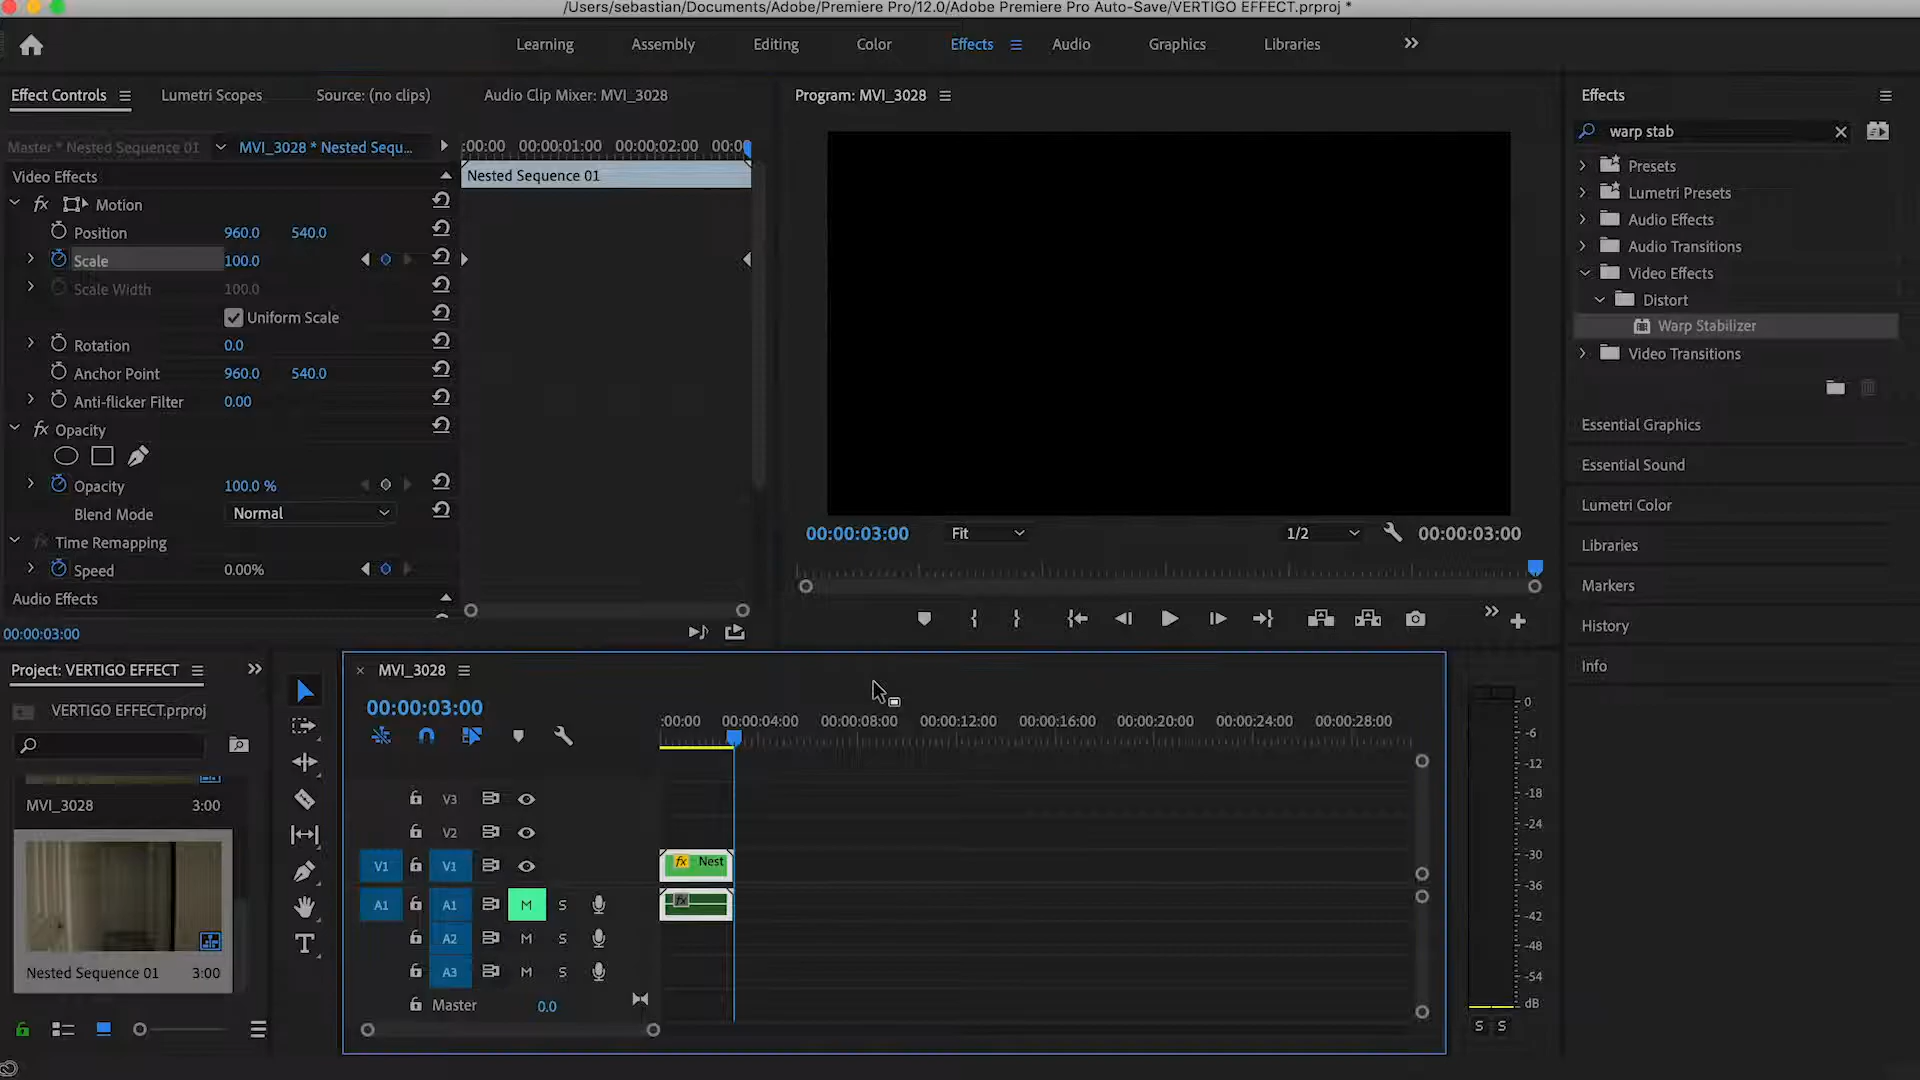 /Users/sebastian/Documents/Adobe/Premiere Pro/12.0/Adobe Premiere Pro Auto-Save/VERTIGO EFFECT.prproj *
Learning Assembly Editing Color Effects Audio Graphics Libraries
Effect Controls Lumetri Scopes Source: (no clips) Audio Clip Mixer: MVI_3028
Master * Nested Sequence 01 MVI_3028 * Nested Sequ...
:00:00 00:00:01:00 00:00:02:00 00:0
Video Effects
Nested Sequence 01
fx Motion
Position 960.0 540.0
Scale 100.0
Scale Width 100.0
Uniform Scale
Rotation 0.0
Anchor Point 960.0 540.0
Anti-flicker Filter 0.00
fx Opacity
Opacity 100.0 %
Blend Mode Normal
fx Time Remapping
Speed 0.00%
Audio Effects
00:00:03:00
Program: MVI_3028
00:00:03:00 Fit 1/2 00:00:03:00
Effects
warp stab
Presets
Lumetri Presets
Audio Effects
Audio Transitions
Video Effects
Distort
Warp Stabilizer
Video Transitions
Essential Graphics
Essential Sound
Lumetri Color
Libraries
Markers
History
Info
Project: VERTIGO EFFECT
VERTIGO EFFECT.prproj
MVI_3028 3:00
Nested Sequence 01 3:00
T
× MVI_3028
00:00:03:00
:00:00 00:00:04:00 00:00:08:00 00:00:12:00 00:00:16:00 00:00:20:00 00:00:24:00 00:00:28:00
V3
V2
V1 V1 fx Nest
A1 A1 M S fx
A2 M S
A3 M S
Master 0.0
0
-6
-12
-18
-24
-30
-36
-42
-48
-54
dB
S S